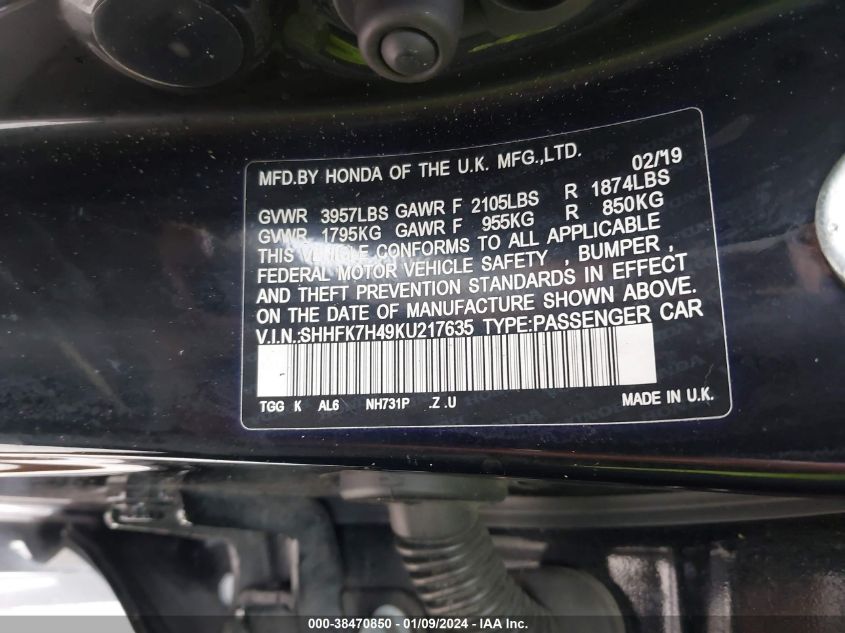 MFD.BY HONDA OF THE U.K. MFG.,LTD. 02/'19
GVWR 3957LBS GAWR F 2105LBS R 1874LBS
GVWR 1795KG GAWR F 955KG R 850KG
THIS VEHICLE CONFORMS TO ALL APPLICABLE
FEDERAL MOTOR VEHICLE SAFETY , BUMPER ,
AND THEFT PREVENTION STANDARDS IN EFFECT
ON THE DATE OF MANUFACTURE SHOWN ABOVE.
V.I.N.:SHHFK7H49KU217635 TYPE:PASSENGER CAR
TGG K AL6 NH731P .Z .U MADE IN U.K.
000-38470850 - 01/09/2024 - IAA Inc.